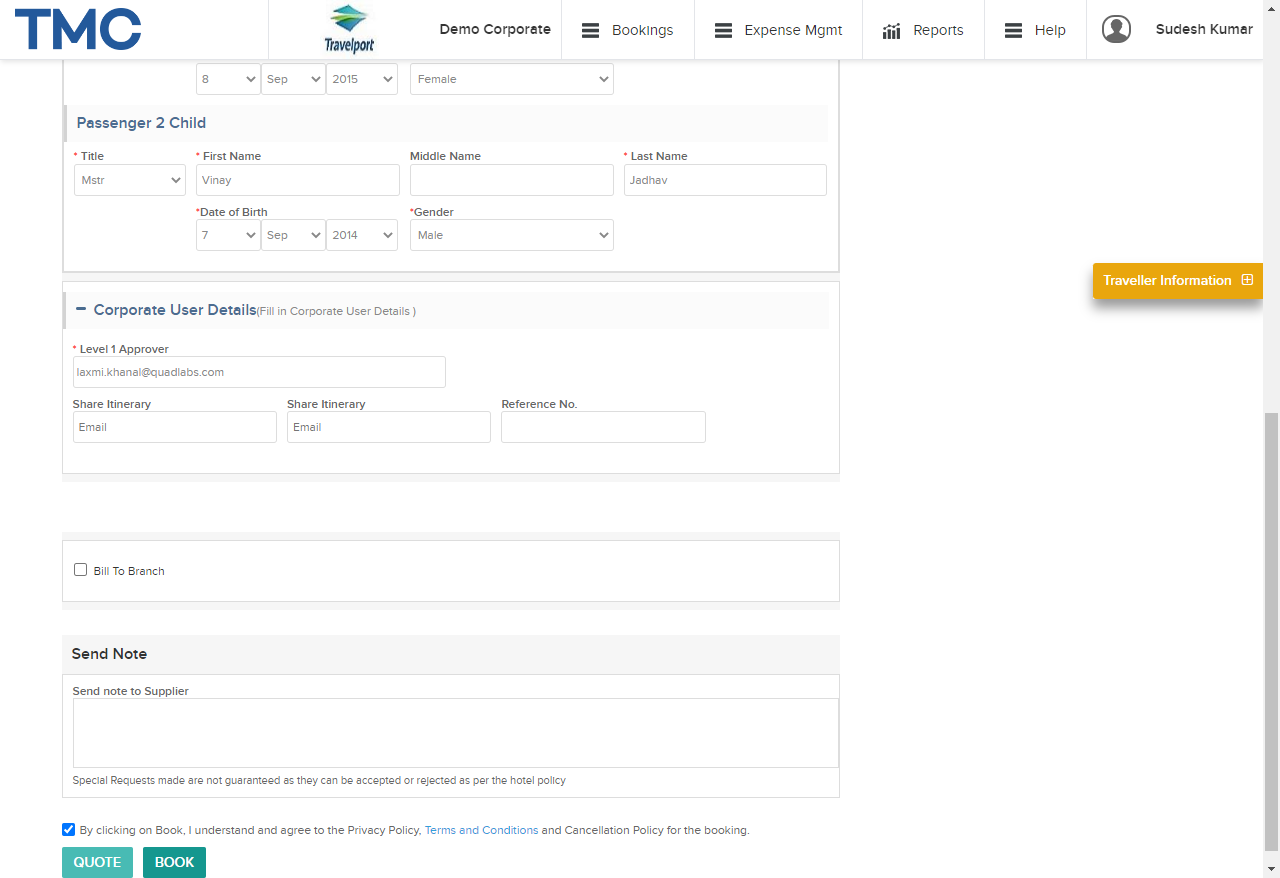 TMC
Travelport
Demo Corporate
Bookings
Expense Mgmt
Reports
Help
Sudesh Kumar
8 Sep 2015 Female
Passenger 2 Child
* Title * First Name Middle Name * Last Name
Mstr Vinay Jadhav
*Date of Birth *Gender
7 Sep 2014 Male
Traveller Information
Corporate User Details(Fill in Corporate User Details )
* Level 1 Approver
laxmi.khanal@quadlabs.com
Share Itinerary Share Itinerary Reference No.
Email Email
Bill To Branch
Send Note
Send note to Supplier
Special Requests made are not guaranteed as they can be accepted or rejected as per the hotel policy
By clicking on Book, I understand and agree to the Privacy Policy, Terms and Conditions and Cancellation Policy for the booking.
QUOTE BOOK